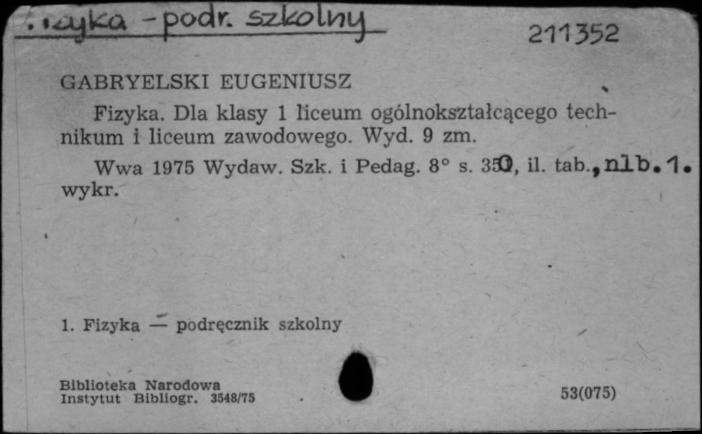 Fizyka - podr. szkolny
211352
GABRYELSKI EUGENIUSZ
Fizyka. Dla klasy 1 liceum ogólnokształcącego tech-
nikum i liceum zawodowego. Wyd. 9 zm.
Wwa 1975 Wydaw. Szk. i Pedag. 8° s. 350, il. tab., nlb. 1.
wykr.
1. Fizyka — podręcznik szkolny
Biblioteka Narodowa
Instytut Bibliogr. 3548/75
53(075)